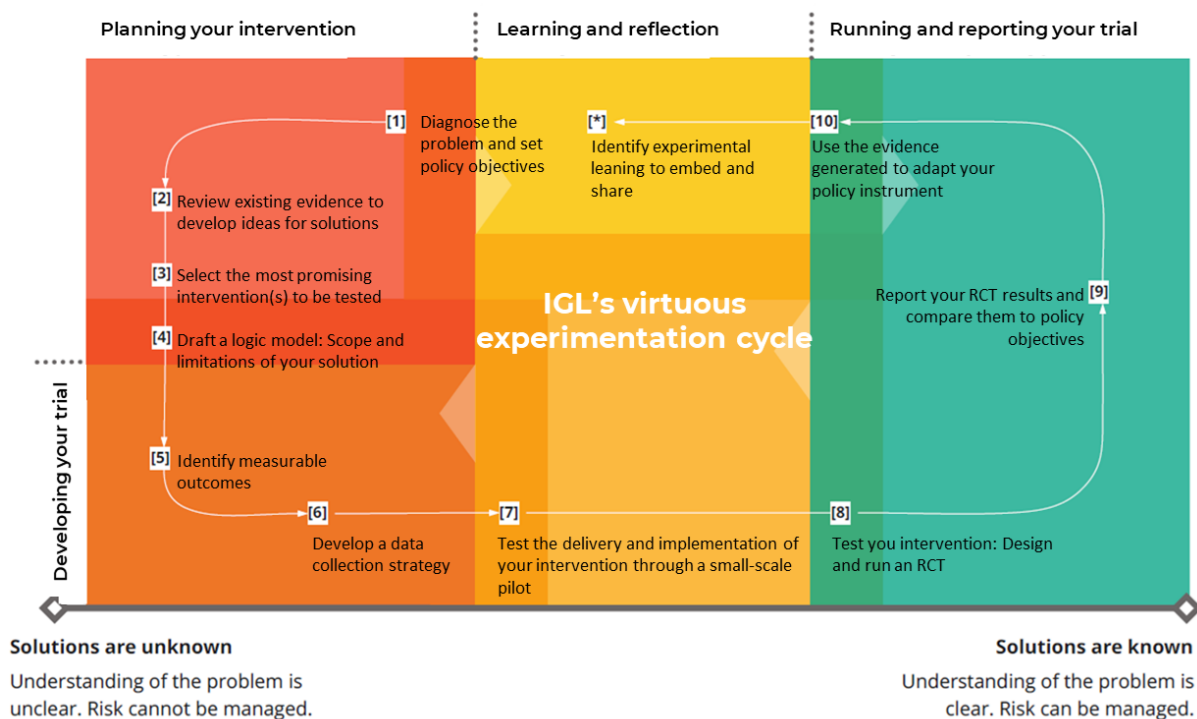 Planning your intervention
Learning and reflection
Running and reporting your trial
[1]
Diagnose the
problem and set
policy objectives
[2]
Review existing evidence to
develop ideas for solutions
[3]
Select the most promising
intervention(s) to be tested
[4]
Draft a logic model: Scope and
limitations of your solution
Developing your trial
[5]
Identify measurable
outcomes
[6]
Develop a data
collection strategy
[7]
Test the delivery and implementation of
your intervention through a small-scale
pilot
[8]
Test you intervention: Design
and run an RCT
[9]
Report your RCT results and
compare them to policy
objectives
[10]
Use the evidence
generated to adapt your
policy instrument
[*]
Identify experimental
leaning to embed and
share
IGL's virtuous
experimentation cycle
Solutions are unknown
Understanding of the problem is
unclear. Risk cannot be managed.
Solutions are known
Understanding of the problem is
clear. Risk can be managed.